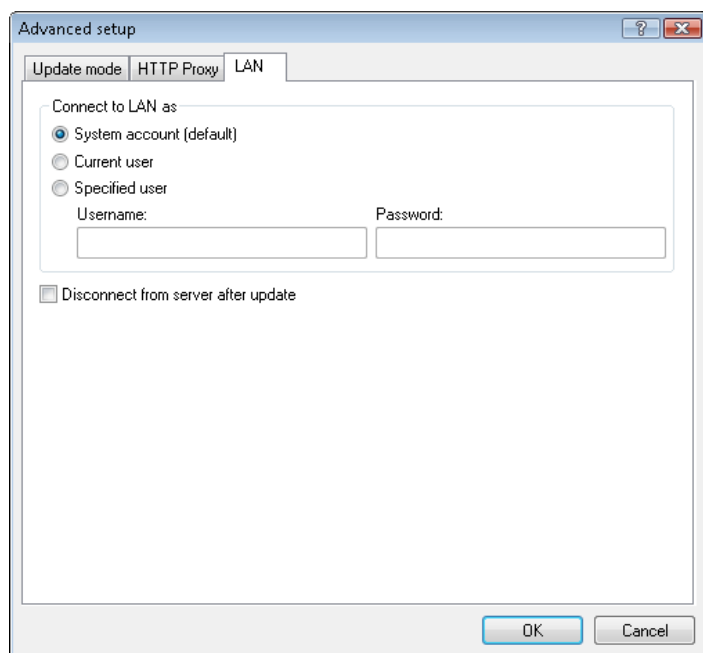 Advanced setup
Update mode HTTP Proxy LAN
Connect to LAN as
System account (default)
Current user
Specified user
Username: Password:
Disconnect from server after update
OK Cancel